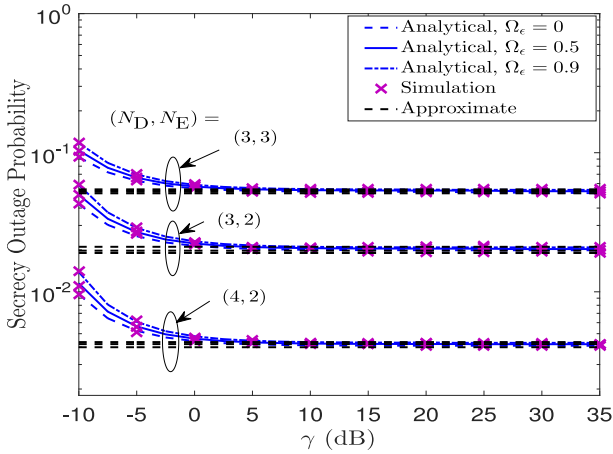 10^0
10^-1
10^-2
Secrecy Outage Probability
Analytical, Ω_ϵ = 0
Analytical, Ω_ϵ = 0.5
Analytical, Ω_ϵ = 0.9
Simulation
Approximate
(N_D, N_E) =
(3, 3)
(3, 2)
(4, 2)
-10 -5 0 5 10 15 20 25 30 35
γ (dB)